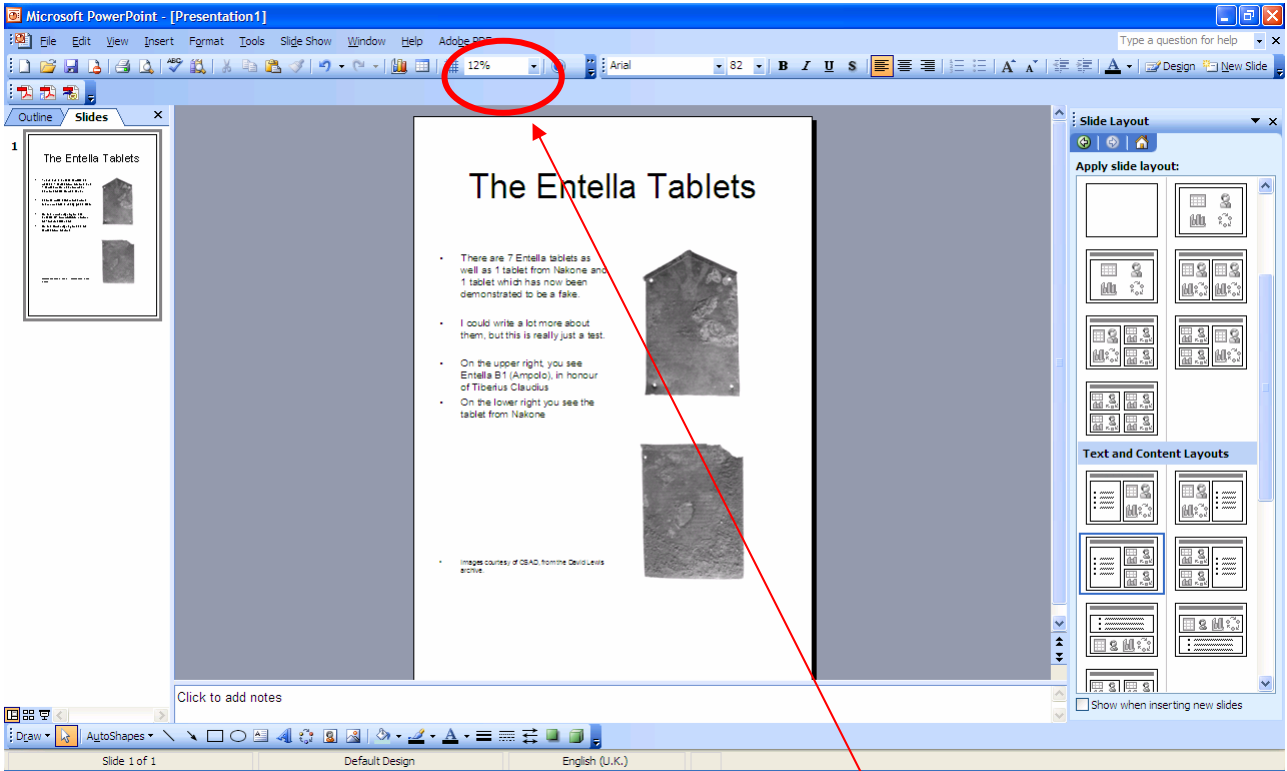 Microsoft PowerPoint - [Presentation1]
File Edit View Insert Format Tools Slide Show Window Help Adobe PDF
Type a question for help
12%
Arial
82
B I U S
Design New Slide
Outline Slides
1
The Entella Tablets
The Entella Tablets
There are 7 Entella tablets as
well as 1 tablet from Nakone and
1 tablet which has now been
demonstrated to be a fake.
I could write a lot more about
them, but this is really just a test.
On the upper right, you see
Entella B1 (Ampolo), in honour
of Tiberius Claudius
On the lower right you see the
tablet from Nakone
Images courtesy of CSAD, from the David Lewis
archive.
Slide Layout
Apply slide layout:
Text and Content Layouts
Show when inserting new slides
Click to add notes
Draw AutoShapes
Slide 1 of 1
Default Design
English (U.K.)